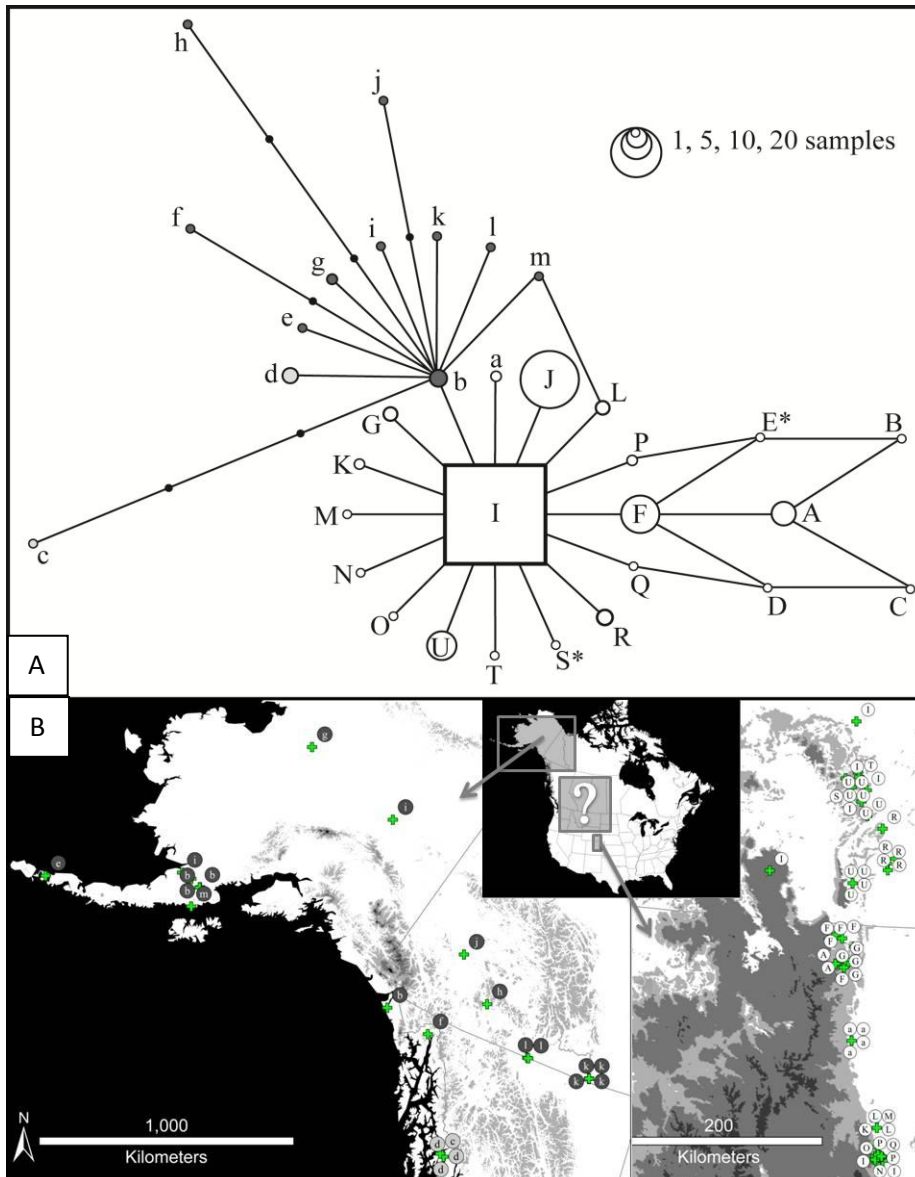 h
j
1, 5, 10, 20 samples
f
i
k
l
g
m
e
d
b
a
J
L
G
E*
B
P
K
M
I
F
A
N
Q
D
C
c
O
U
R
T
S*
A
B
I
g
I T
U U I
S U U
?
I U
U
i
R
i
e
b b
b m
R
R R
I
R
U U
U U
U
F F F
F G
j
A G G
A F G
h
b
f
a a
a
a
l l
k k
k k k
L M
K L
N
1,000
200
O P Q
d c
I P
d d
Kilometers
Kilometers
d
N I